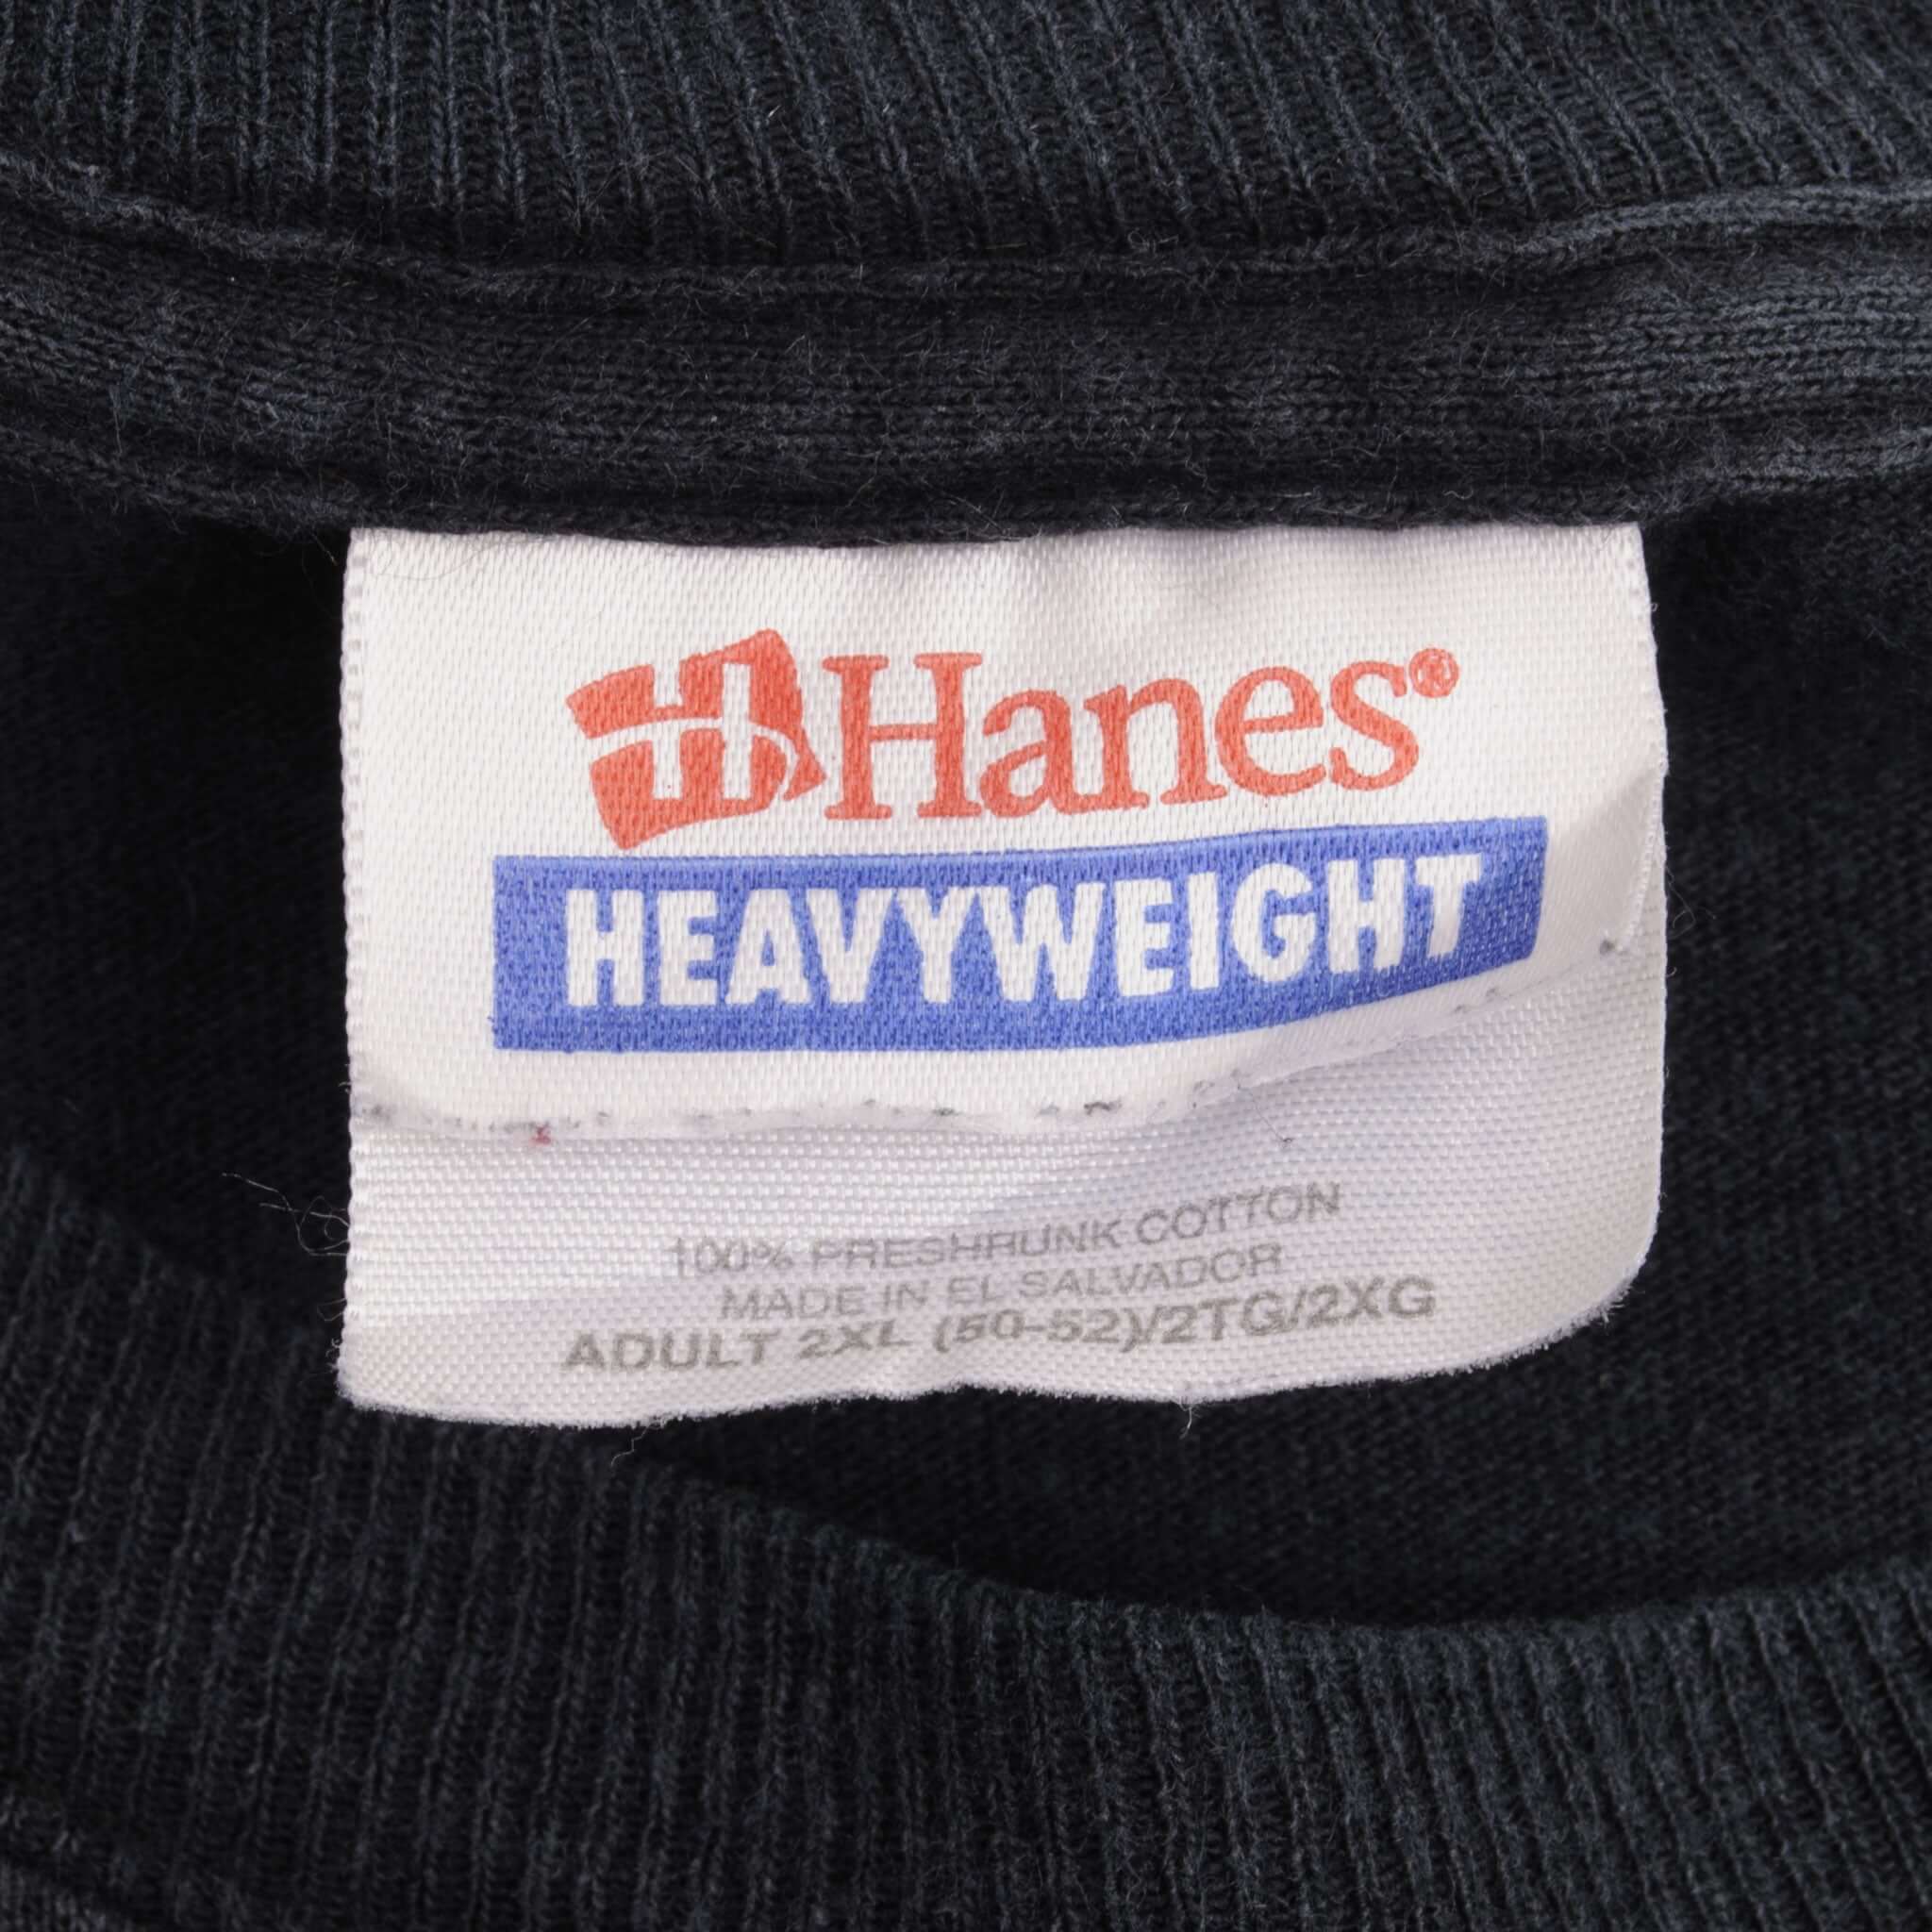 Hanes®
HEAVYWEIGHT
100% PRESHRUNK COTTON
MADE IN EL SALVADOR
ADULT 2XL (50-52)/2TG/2XG